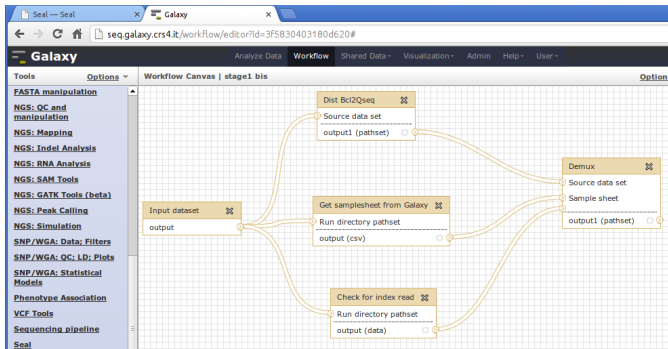 Seal — Seal
Galaxy
seq.galaxy.crs4.it/workflow/editor?id=3f5830403180d620#
Galaxy
Analyze Data Workflow Shared Data Visualization Admin Help User
Tools Options
Workflow Canvas | stage1 bis
Option
FASTA manipulation
NGS: QC and
manipulation
NGS: Mapping
NGS: Indel Analysis
NGS: RNA Analysis
NGS: SAM Tools
NGS: GATK Tools (beta)
NGS: Peak Calling
NGS: Simulation
SNP/WGA: Data; Filters
SNP/WGA: QC; LD; Plots
SNP/WGA: Statistical
Models
Phenotype Association
VCF Tools
Sequencing pipeline
Seal
Input dataset
output
Dist Bcl2Qseq
Source data set
output1 (pathset)
Get samplesheet from Galaxy
Run directory pathset
output (csv)
Check for index read
Run directory pathset
output (data)
Demux
Source data set
Sample sheet
output1 (pathset)